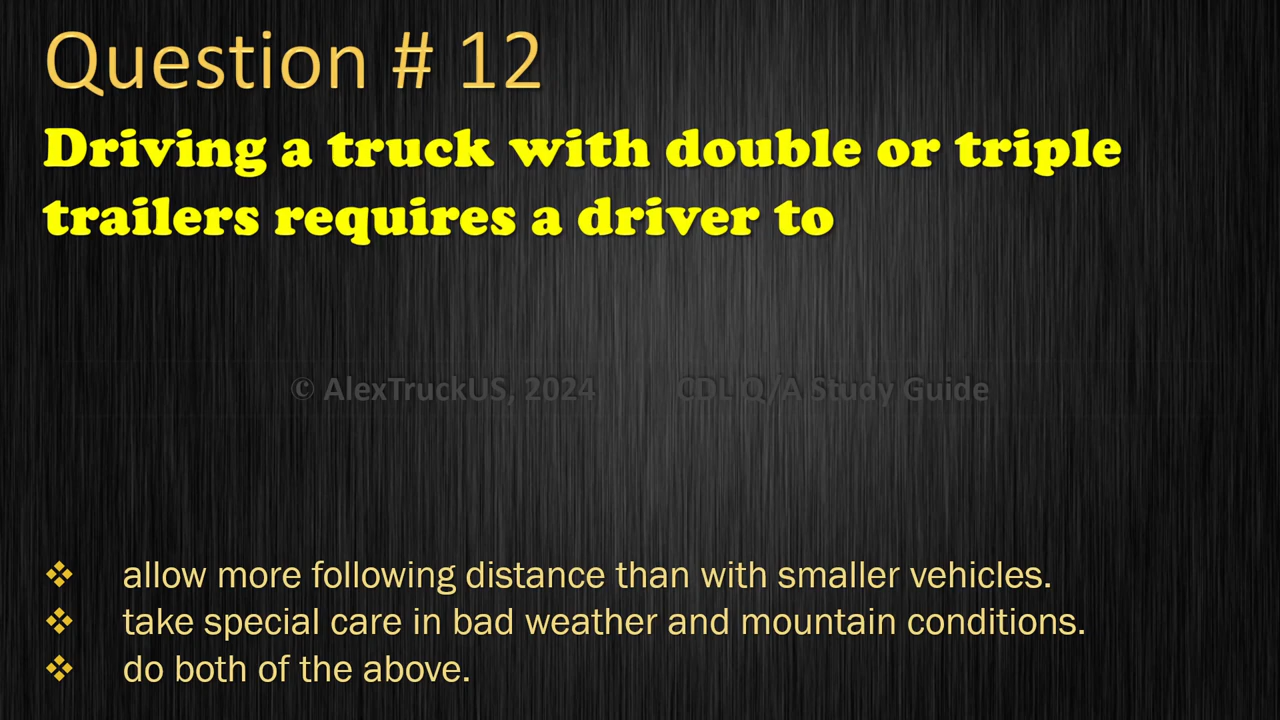 Question # 12
Driving a truck with double or triple
trailers requires a driver to
© AlexTruckUS, 2024 CDL Q/A Study Guide
❖ allow more following distance than with smaller vehicles.
❖ take special care in bad weather and mountain conditions.
❖ do both of the above.